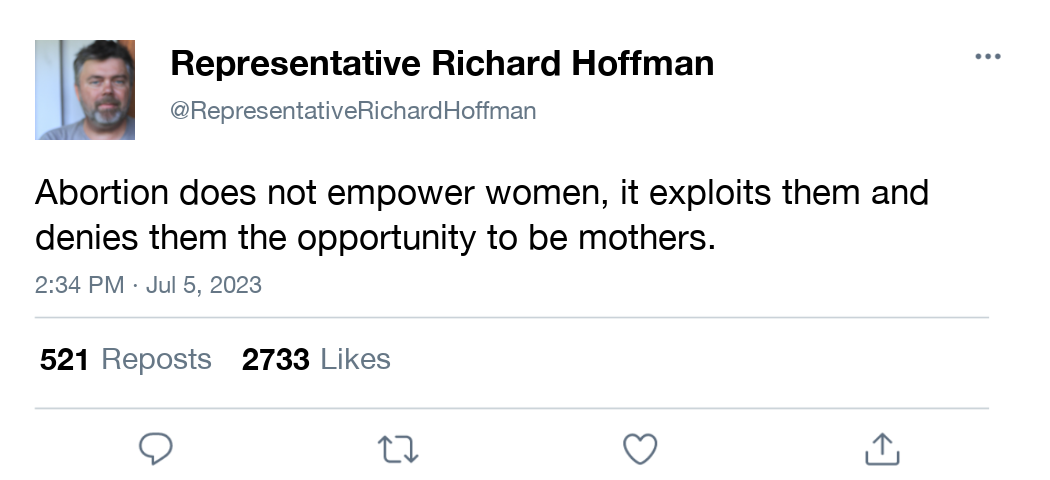 Representative Richard Hoffman
@RepresentativeRichardHoffman
Abortion does not empower women, it exploits them and
denies them the opportunity to be mothers.
2:34 PM · Jul 5, 2023
521 Reposts 2733 Likes